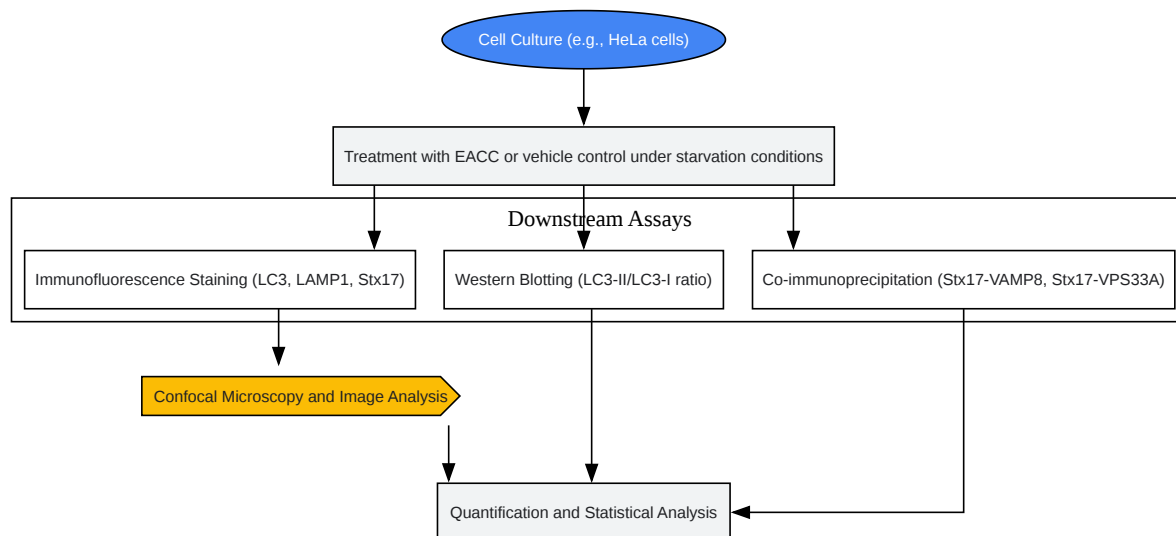 Cell Culture (e.g., HeLa cells)
Treatment with EACC or vehicle control under starvation conditions
Downstream Assays
Immunofluorescence Staining (LC3, LAMP1, Stx17)
Western Blotting (LC3-II/LC3-I ratio)
Co-immunoprecipitation (Stx17-VAMP8, Stx17-VPS33A)
Confocal Microscopy and Image Analysis
Quantification and Statistical Analysis